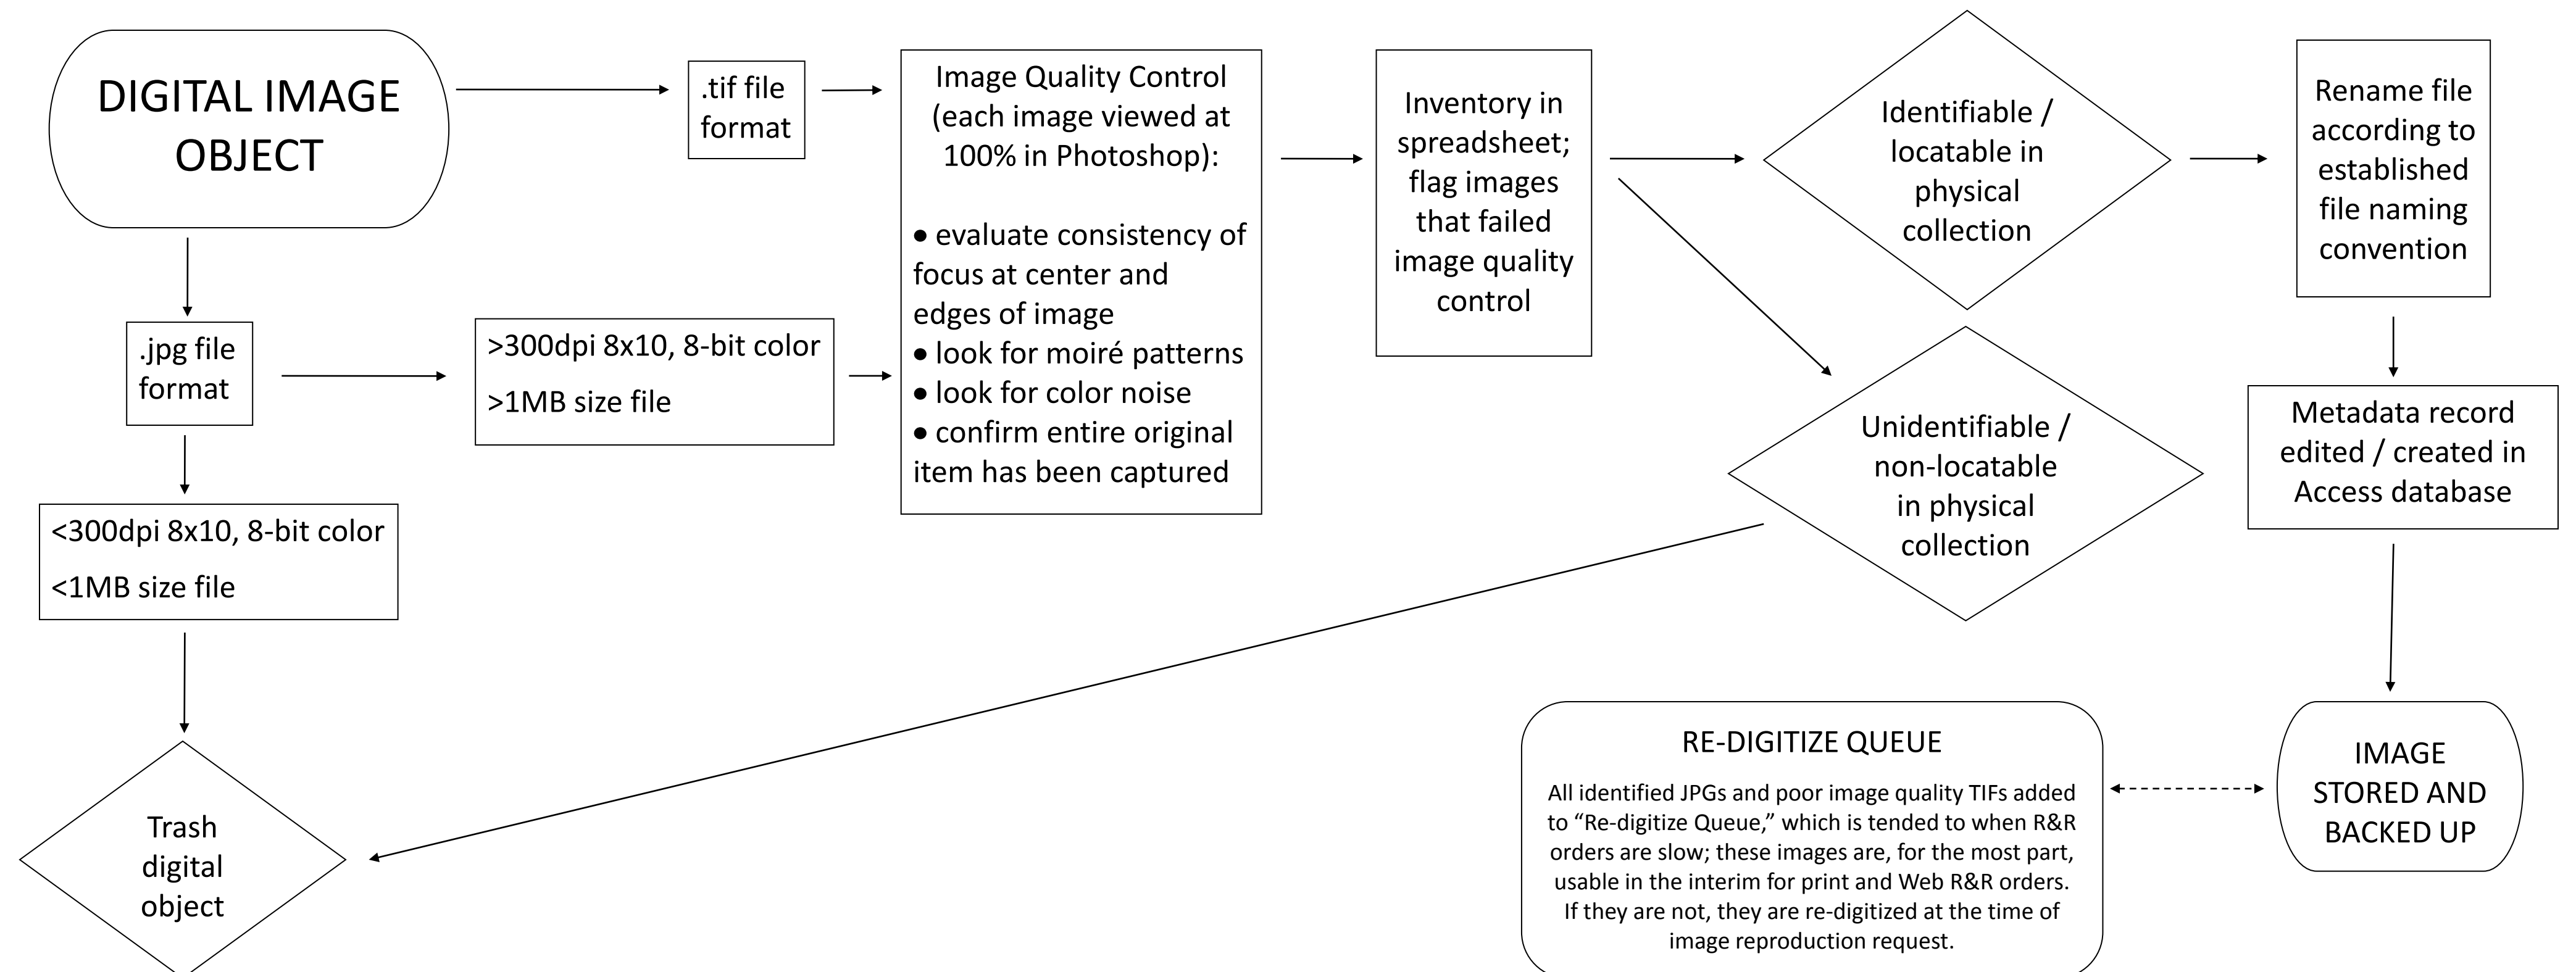 DIGITAL IMAGE
OBJECT
.tif file
format
Image Quality Control
(each image viewed at
100% in Photoshop):
• evaluate consistency of
focus at center and
edges of image
• look for moiré patterns
• look for color noise
• confirm entire original
item has been captured
Inventory in
spreadsheet;
flag images
that failed
image quality
control
Identifiable /
locatable in
physical
collection
Rename file
according to
established
file naming
convention
.jpg file
format
>300dpi 8x10, 8-bit color
>1MB size file
<300dpi 8x10, 8-bit color
<1MB size file
Unidentifiable /
non-locatable
in physical
collection
Metadata record
edited / created in
Access database
Trash
digital
object
RE-DIGITIZE QUEUE
All identified JPGs and poor image quality TIFs added
to “Re-digitize Queue,” which is tended to when R&R
orders are slow; these images are, for the most part,
usable in the interim for print and Web R&R orders.
If they are not, they are re-digitized at the time of
image reproduction request.
IMAGE
STORED AND
BACKED UP